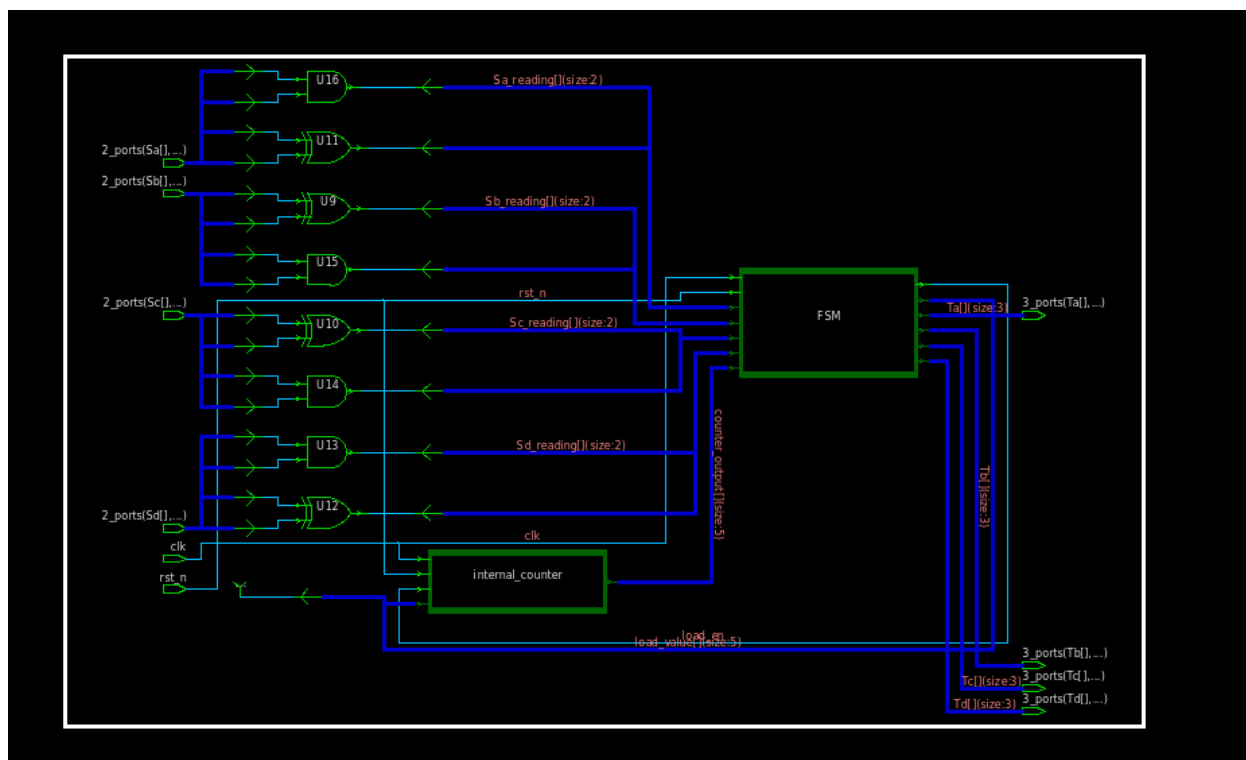 U16
Sa_reading[](size:2)
U11
2_ports(Sa[],...)
2_ports(Sb[],...)
U9
Sb_reading[](size:2)
U15
rst_n
2_ports(Sc[],...)
U10
Sc_reading[](size:2)
FSM
Ta[](size:3)
3_ports(Ta[],...)
U14
U13
Sd_reading[](size:2)
counter_output[](size:5)
Tb[](size:3)
U12
2_ports(Sd[],...)
clk
clk
rst_n
internal_counter
load_en
load_value[](size:5)
3_ports(Tb[],...)
Tc[](size:3)
3_ports(Tc[],...)
Td[](size:3)
3_ports(Td[],...)